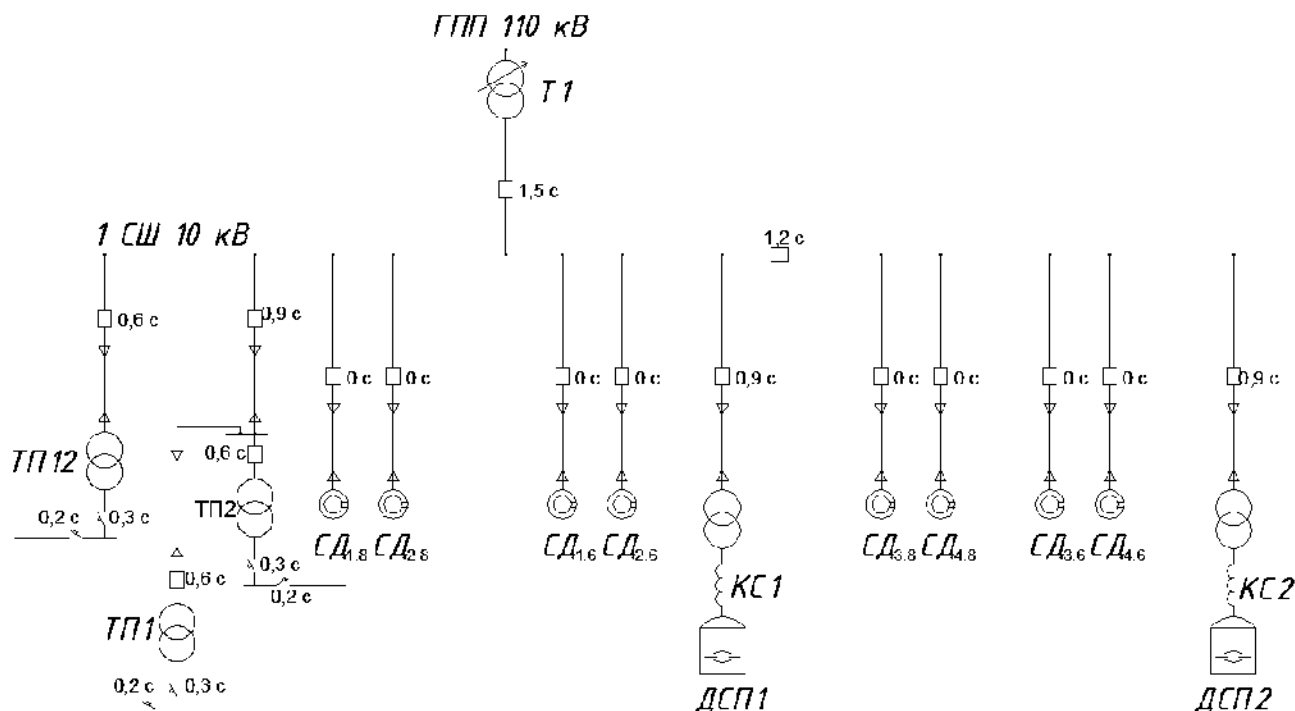 ГПП 110 кВ
Т1
1,5 с
1 СШ 10 кВ
1,2 с
0,6 с
0,9 с
0 с
0 с
0 с
0 с
0,9 с
0 с
0 с
0 с
0 с
0,9 с
ТП12
0,6 с
ТП2
0,2 с
0,3 с
СД1.8
СД2.8
СД1.6
СД2.6
СД3.8
СД4.8
СД3.6
СД4.6
0,3 с
0,6 с
0,2 с
КС1
КС2
ТП1
0,2 с
0,3 с
ДСП1
ДСП2